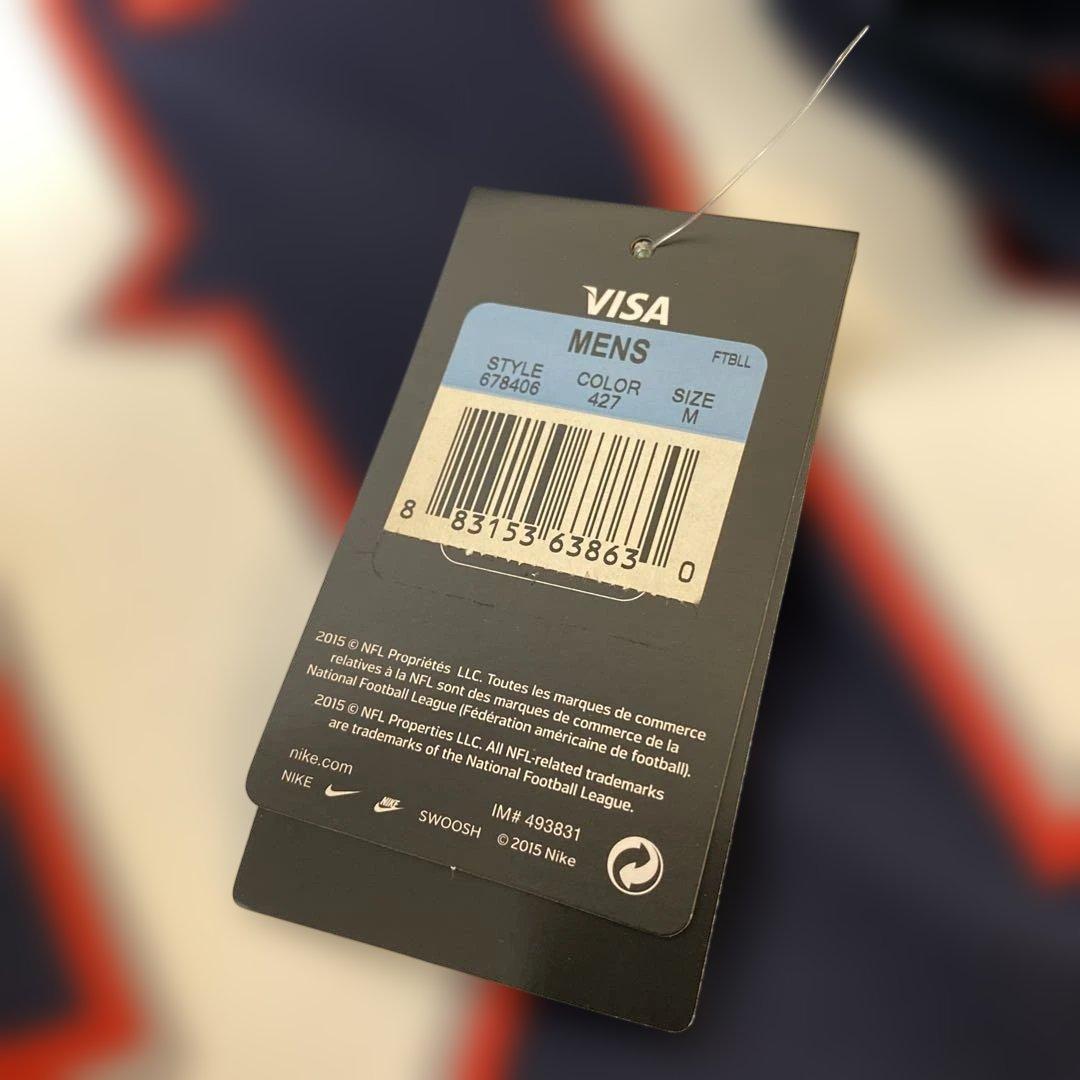 VISA
MENS
FTBLL
STYLE COLOR SIZE
678406 427 M
8 83153 63863 0
2015 © NFL Propriétés LLC. Toutes les marques de commerce
relatives à la NFL sont des marques de commerce de la
National Football League (Fédération américaine de football).
2015 © NFL Properties LLC. All NFL-related trademarks
are trademarks of the National Football League.
nike.com
NIKE NIKE SWOOSH IM# 493831
© 2015 Nike